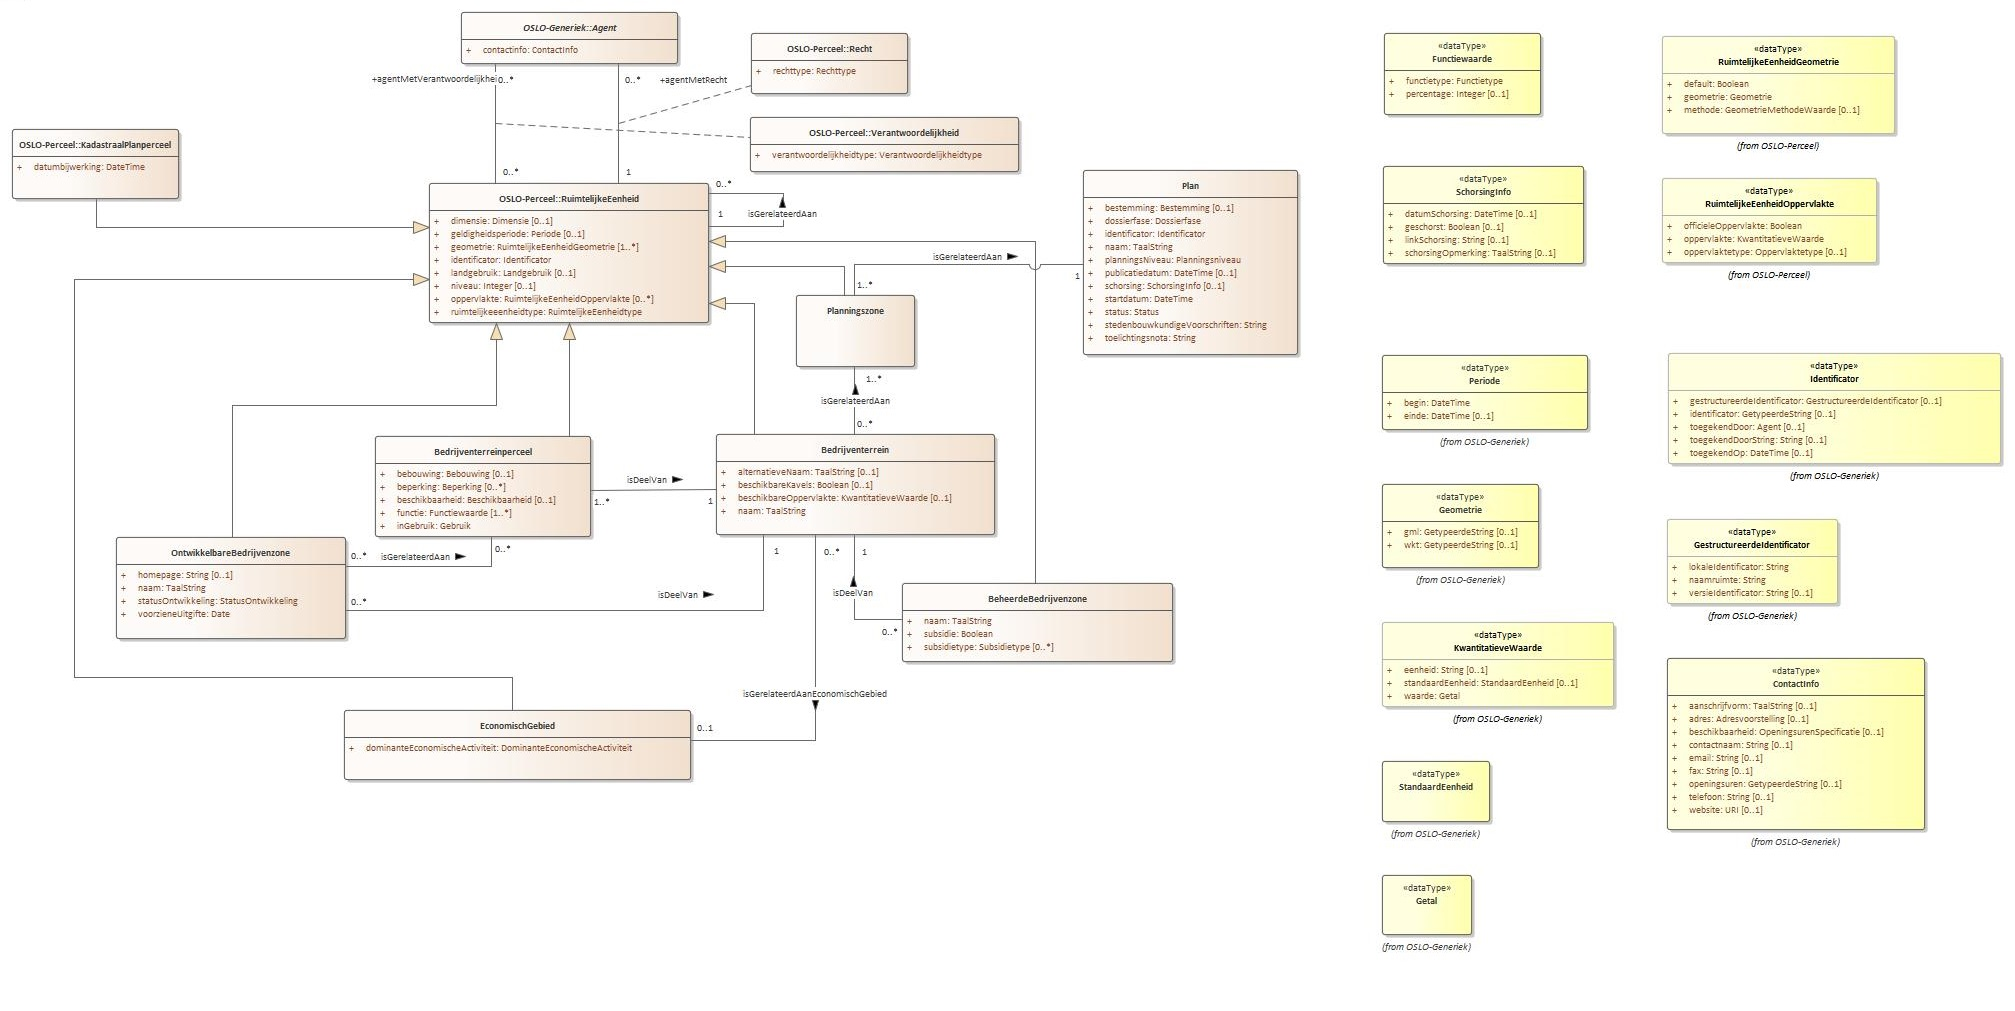 OSLO-Generiek::Agent
+ contactinfo: ContactInfo
+agentMetVerantwoordelijkhei
0..*
0..*
+agentMetRecht
OSLO-Perceel::Recht
+ rechttype: Rechttype
OSLO-Perceel::Verantwoordelijkheid
+ verantwoordelijkheidtype: Verantwoordelijkheidtype
OSLO-Perceel::KadastraalPlanperceel
+ datumbijwerking: DateTime
0..*
1
OSLO-Perceel::RuimtelijkeEenheid
+ dimensie: Dimensie [0..1]
+ geldigheidsperiode: Periode [0..1]
+ geometrie: RuimtelijkeEenheidGeometrie [1..*]
+ identificator: Identificator
+ landgebruik: Landgebruik [0..1]
+ niveau: Integer [0..1]
+ oppervlakte: RuimtelijkeEenheidOppervlakte [0..*]
+ ruimtelijkeeenheidtype: RuimtelijkeEenheidtype
0..*
1
isGerelateerdAan
Plan
+ bestemming: Bestemming [0..1]
+ dossierfase: Dossierfase
+ identificator: Identificator
+ naam: TaalString
+ planningsNiveau: Planningsniveau
+ publicatiedatum: DateTime [0..1]
+ schorsing: SchorsingInfo [0..1]
+ startdatum: DateTime
+ status: Status
+ stedenbouwkundigeVoorschriften: String
+ toelichtingsnota: String
isGerelateerdAan
1
1..*
Planningszone
1..*
isGerelateerdAan
0..*
Bedrijventerreinperceel
+ bebouwing: Bebouwing [0..1]
+ beperking: Beperking [0..*]
+ beschikbaarheid: Beschikbaarheid [0..1]
+ functie: Functiewaarde [1..*]
+ inGebruik: Gebruik
isDeelVan
1..*
1
Bedrijventerrein
+ alternatieveNaam: TaalString [0..1]
+ beschikbareKavels: Boolean [0..1]
+ beschikbareOppervlakte: KwantitatieveWaarde [0..1]
+ naam: TaalString
OntwikkelbareBedrijvenzone
+ homepage: String [0..1]
+ naam: TaalString
+ statusOntwikkeling: StatusOntwikkeling
+ voorzieneUitgifte: Date
0..*
isGerelateerdAan
0..*
0..*
isDeelVan
1
0..*
1
isDeelVan
0..*
BeheerdeBedrijvenzone
+ naam: TaalString
+ subsidie: Boolean
+ subsidietype: Subsidietype [0..*]
isGerelateerdAanEconomischGebied
0..1
EconomischGebied
+ dominanteEconomischeActiviteit: DominanteEconomischeActiviteit
«dataType»
Functiewaarde
+ functietype: Functietype
+ percentage: Integer [0..1]
«dataType»
RuimtelijkeEenheidGeometrie
+ default: Boolean
+ geometrie: Geometrie
+ methode: GeometrieMethodeWaarde [0..1]
(from OSLO-Perceel)
«dataType»
SchorsingInfo
+ datumSchorsing: DateTime [0..1]
+ geschorst: Boolean [0..1]
+ linkSchorsing: String [0..1]
+ schorsingOpmerking: TaalString [0..1]
«dataType»
RuimtelijkeEenheidOppervlakte
+ officieleOppervlakte: Boolean
+ oppervlakte: KwantitatieveWaarde
+ oppervlaktetype: Oppervlaktetype [0..1]
(from OSLO-Perceel)
«dataType»
Periode
+ begin: DateTime
+ einde: DateTime [0..1]
(from OSLO-Generiek)
«dataType»
Identificator
+ gestructureerdeIdentificator: GestructureerdeIdentificator [0..1]
+ identificator: GetypeerdeString [0..1]
+ toegekendDoor: Agent [0..1]
+ toegekendDoorString: String [0..1]
+ toegekendOp: DateTime [0..1]
(from OSLO-Generiek)
«dataType»
Geometrie
+ gml: GetypeerdeString [0..1]
+ wkt: GetypeerdeString [0..1]
(from OSLO-Generiek)
«dataType»
GestructureerdeIdentificator
+ lokaleIdentificator: String
+ naamruimte: String
+ versieIdentificator: String [0..1]
(from OSLO-Generiek)
«dataType»
KwantitatieveWaarde
+ eenheid: String [0..1]
+ standaardEenheid: StandaardEenheid [0..1]
+ waarde: Getal
(from OSLO-Generiek)
«dataType»
ContactInfo
+ aanschrijfvorm: TaalString [0..1]
+ adres: Adresvoorstelling [0..1]
+ beschikbaarheid: OpeningsurenSpecificatie [0..1]
+ contactnaam: String [0..1]
+ email: String [0..1]
+ fax: String [0..1]
+ openingsuren: GetypeerdeString [0..1]
+ telefoon: String [0..1]
+ website: URI [0..1]
(from OSLO-Generiek)
«dataType»
StandaardEenheid
(from OSLO-Generiek)
«dataType»
Getal
(from OSLO-Generiek)